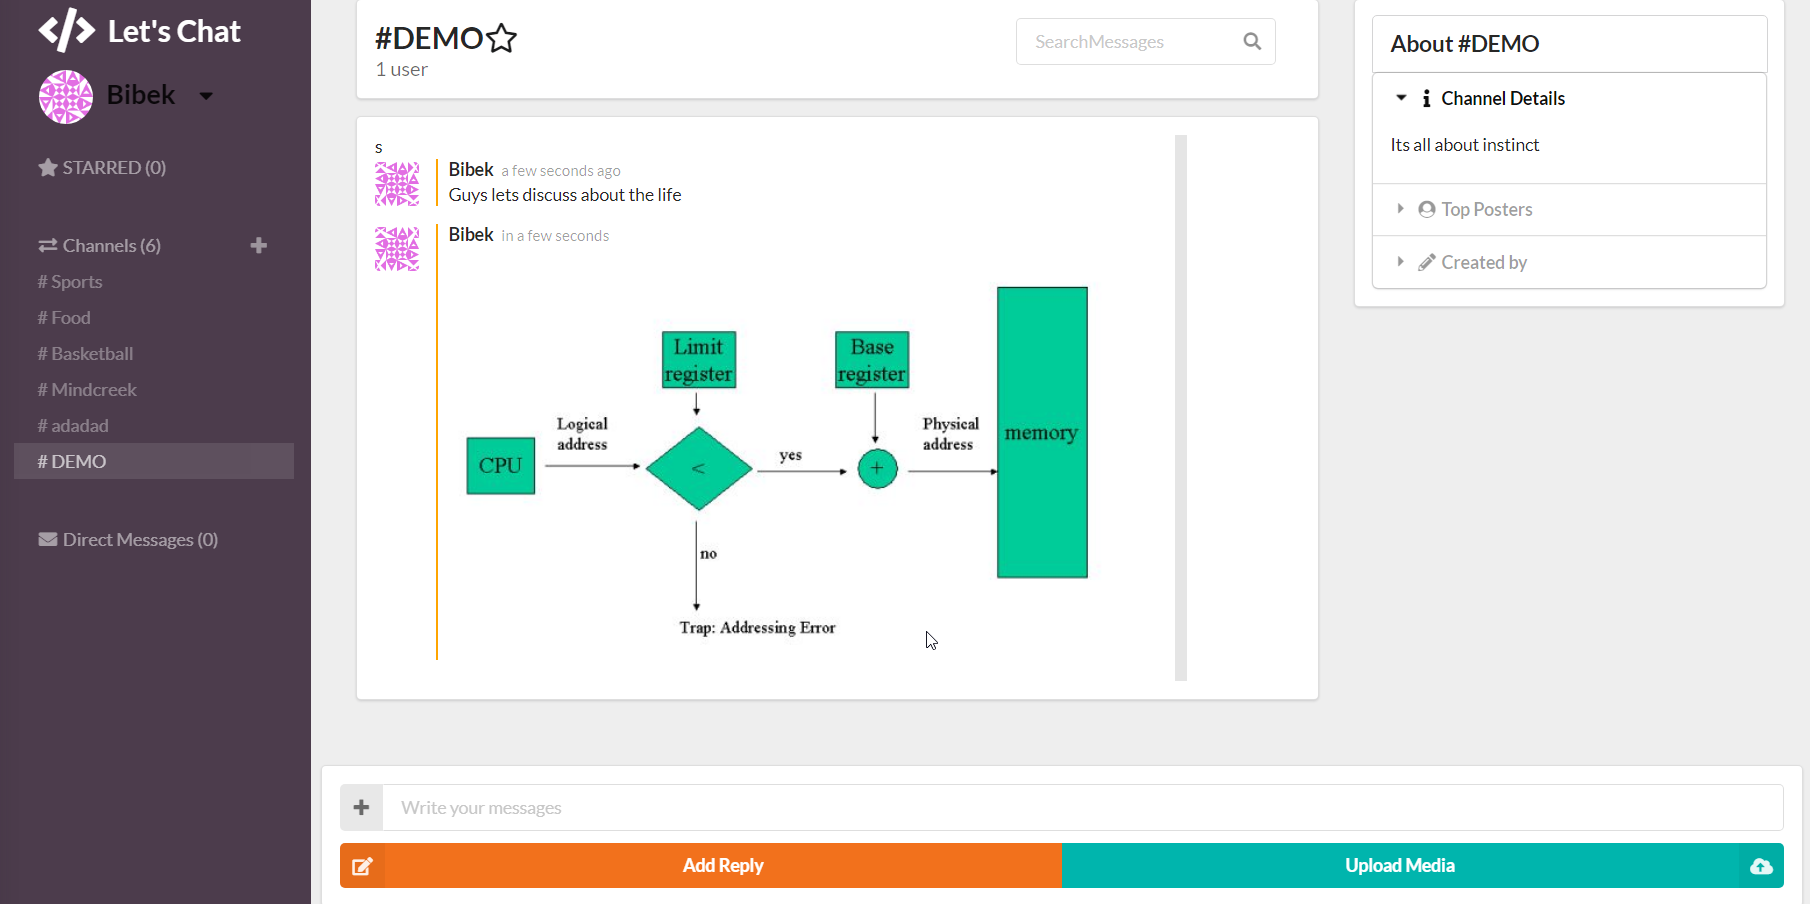 Let's Chat
Bibek
STARRED (0)
Channels (6)
# Sports
# Food
# Basketball
# Mindcreek
# adadad
# DEMO
Direct Messages (0)
#DEMO
1 user
SearchMessages
s
Bibek a few seconds ago
Guys lets discuss about the life
Bibek in a few seconds
Limit
register
Base
register
Logical
address
Physical
address
memory
CPU
<
yes
+
no
Trap: Addressing Error
About #DEMO
Channel Details
Its all about instinct
Top Posters
Created by
Write your messages
Add Reply
Upload Media